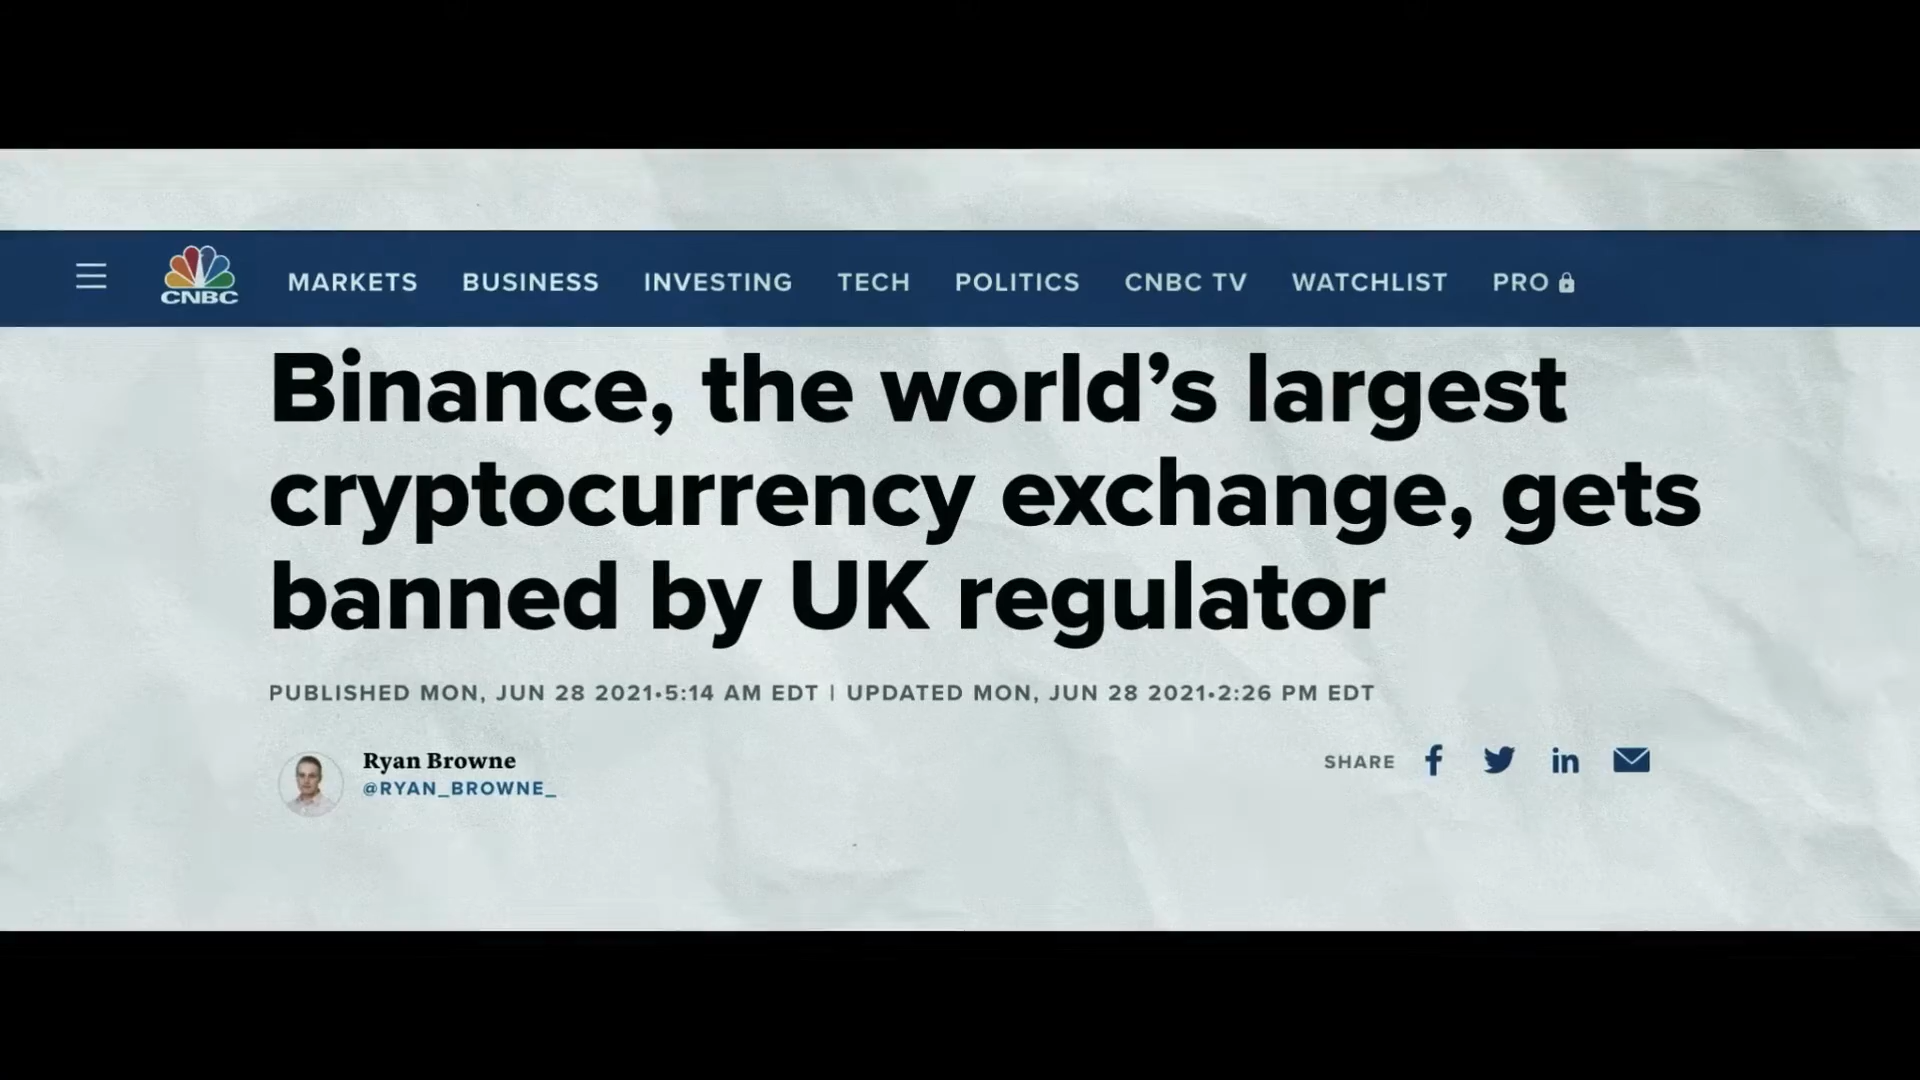 CNBC MARKETS BUSINESS INVESTING TECH POLITICS CNBC TV WATCHLIST PRO
Binance, the world’s largest
cryptocurrency exchange, gets
banned by UK regulator
PUBLISHED MON, JUN 28 2021•5:14 AM EDT | UPDATED MON, JUN 28 2021•2:26 PM EDT
Ryan Browne
@RYAN_BROWNE_
SHARE